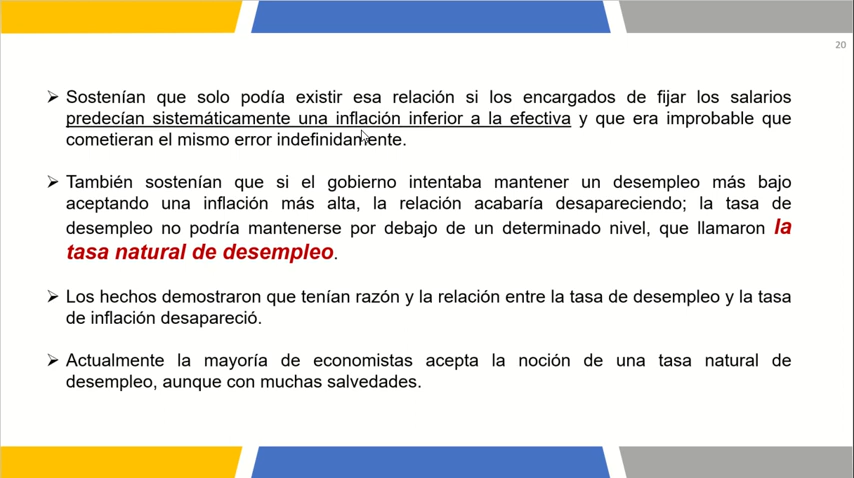 20
➢ Sostenían que solo podía existir esa relación si los encargados de fijar los salarios
predecían sistemáticamente una inflación inferior a la efectiva y que era improbable que
cometieran el mismo error indefinidamente.
➢ También sostenían que si el gobierno intentaba mantener un desempleo más bajo
aceptando una inflación más alta, la relación acabaría desapareciendo; la tasa de
desempleo no podría mantenerse por debajo de un determinado nivel, que llamaron la
tasa natural de desempleo.
➢ Los hechos demostraron que tenían razón y la relación entre la tasa de desempleo y la tasa
de inflación desapareció.
➢ Actualmente la mayoría de economistas acepta la noción de una tasa natural de
desempleo, aunque con muchas salvedades.